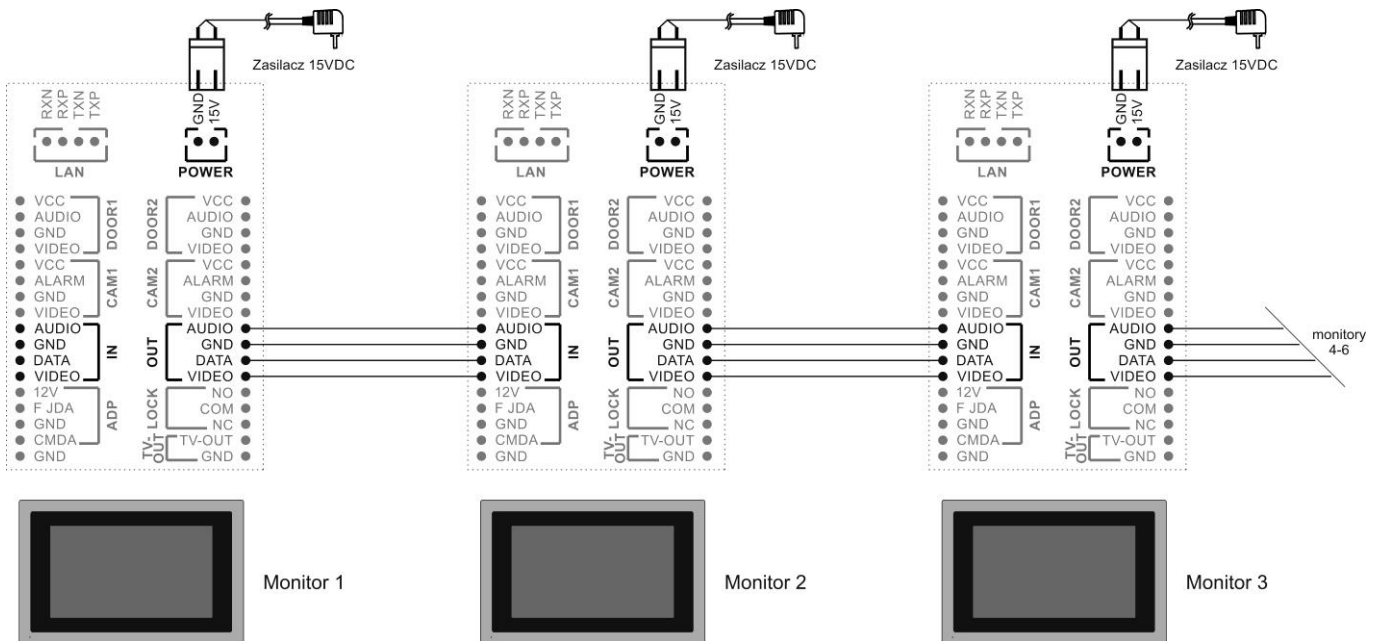 Zasilacz 15VDC
RXN
RXP
TXN
TXP
GND
15V
LAN
POWER
VCC
AUDIO
GND
VIDEO
DOOR1
DOOR2
VCC
AUDIO
GND
VIDEO
VCC
ALARM
GND
VIDEO
CAM1
CAM2
VCC
ALARM
GND
VIDEO
AUDIO
GND
DATA
VIDEO
IN
OUT
AUDIO
GND
DATA
VIDEO
12V
F JDA
GND
CMDA
GND
ADP
LOCK
NO
COM
NC
TV-OUT
TV-OUT
GND
Monitor 1
Zasilacz 15VDC
RXN
RXP
TXN
TXP
GND
15V
LAN
POWER
VCC
AUDIO
GND
VIDEO
DOOR1
DOOR2
VCC
AUDIO
GND
VIDEO
VCC
ALARM
GND
VIDEO
CAM1
CAM2
VCC
ALARM
GND
VIDEO
AUDIO
GND
DATA
VIDEO
IN
OUT
AUDIO
GND
DATA
VIDEO
12V
F JDA
GND
CMDA
GND
ADP
LOCK
NO
COM
NC
TV-OUT
TV-OUT
GND
Monitor 2
Zasilacz 15VDC
RXN
RXP
TXN
TXP
GND
15V
LAN
POWER
VCC
AUDIO
GND
VIDEO
DOOR1
DOOR2
VCC
AUDIO
GND
VIDEO
VCC
ALARM
GND
VIDEO
CAM1
CAM2
VCC
ALARM
GND
VIDEO
AUDIO
GND
DATA
VIDEO
IN
OUT
AUDIO
GND
DATA
VIDEO
12V
F JDA
GND
CMDA
GND
ADP
LOCK
NO
COM
NC
TV-OUT
TV-OUT
GND
monitory
4-6
Monitor 3